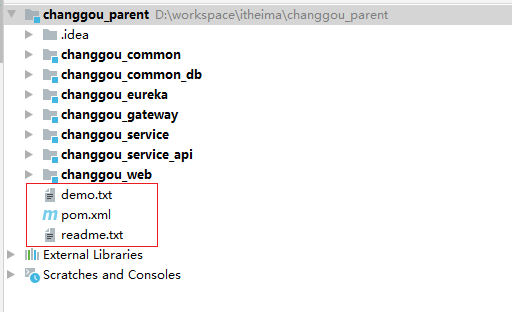 changgou_parent D:\workspace\itheima\changgou_parent
.idea
changgou_common
changgou_common_db
changgou_eureka
changgou_gateway
changgou_service
changgou_service_api
changgou_web
demo.txt
pom.xml
readme.txt
External Libraries
Scratches and Consoles